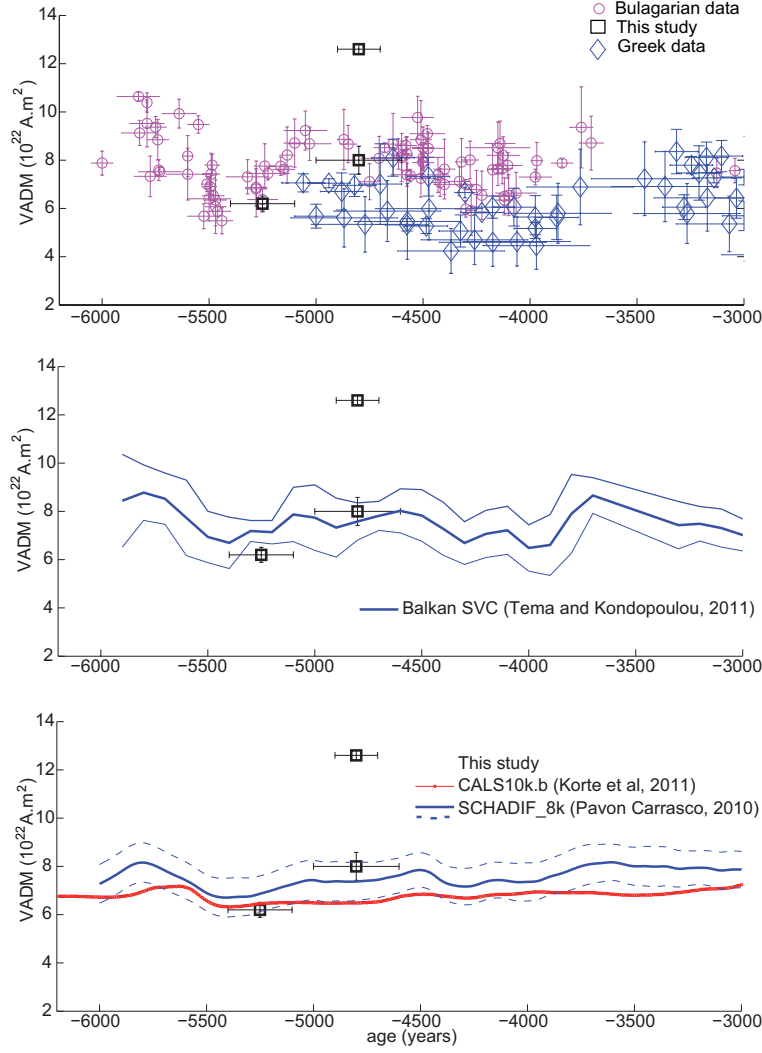 14
12
10
8
6
4
2
VADM (10²² A.m²)
Bulagarian data
This study
Greek data
−6000 −5500 −5000 −4500 −4000 −3500 −3000
14
12
10
8
6
4
2
VADM (10²² A.m²)
Balkan SVC (Tema and Kondopoulou, 2011)
−6000 −5500 −5000 −4500 −4000 −3500 −3000
14
12
10
8
6
4
2
VADM (10²² A.m²)
This study
CALS10k.b (Korte et al, 2011)
SCHADIF_8k (Pavon Carrasco, 2010)
−6000 −5500 −5000 −4500 −4000 −3500 −3000
age (years)